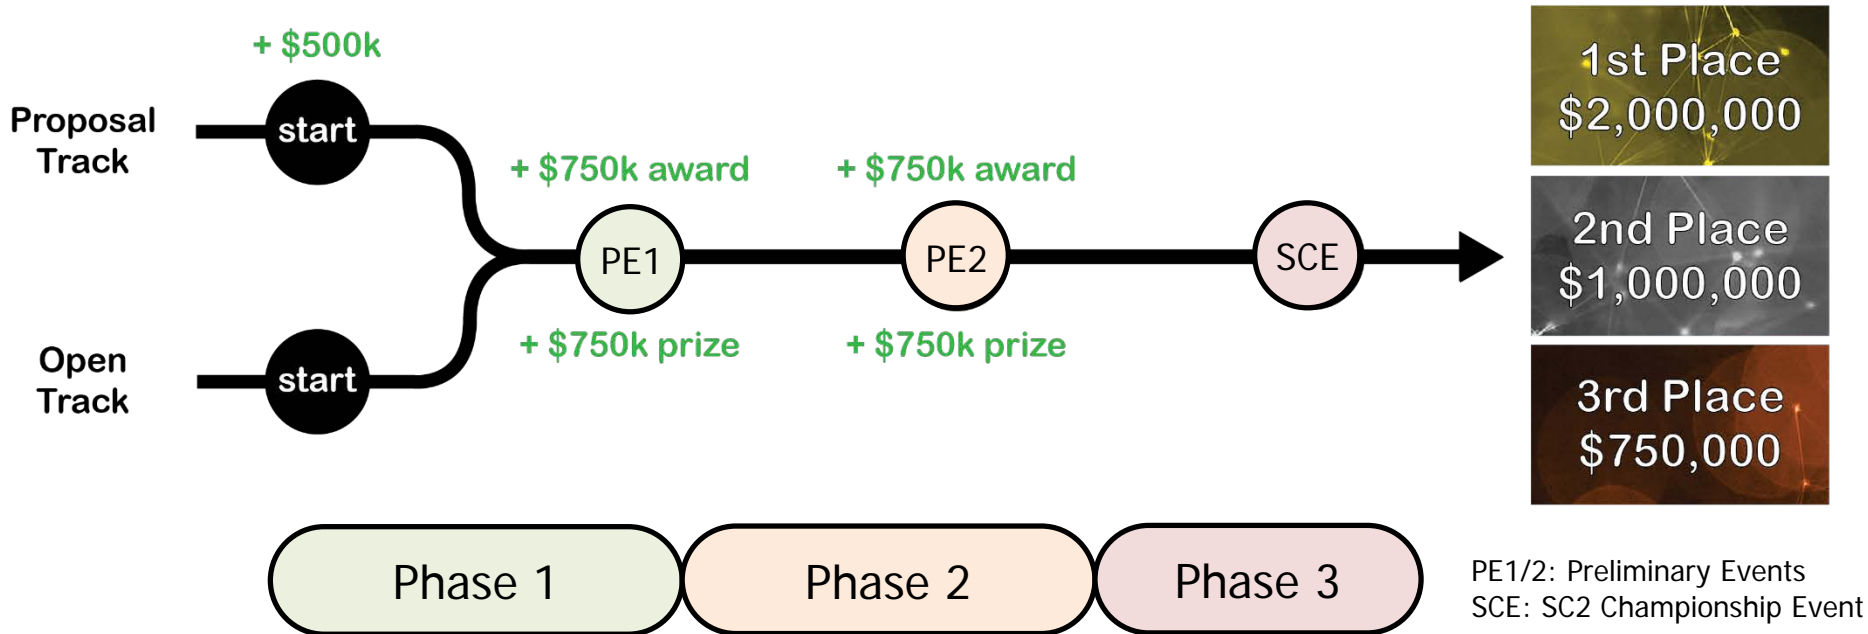 + $500k
Proposal
Track
start
+ $750k award
+ $750k award
PE1
PE2
SCE
+ $750k prize
+ $750k prize
Open
Track
start
1st Place
$2,000,000
2nd Place
$1,000,000
3rd Place
$750,000
Phase 1
Phase 2
Phase 3
PE1/2: Preliminary Events
SCE: SC2 Championship Event